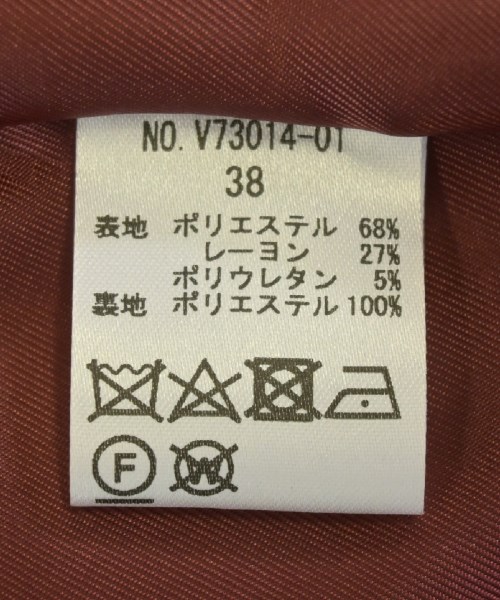 NO. V73014-01
38
表地 ポリエステル 68%
レーヨン 27%
ポリウレタン 5%
裏地 ポリエステル 100%
F W